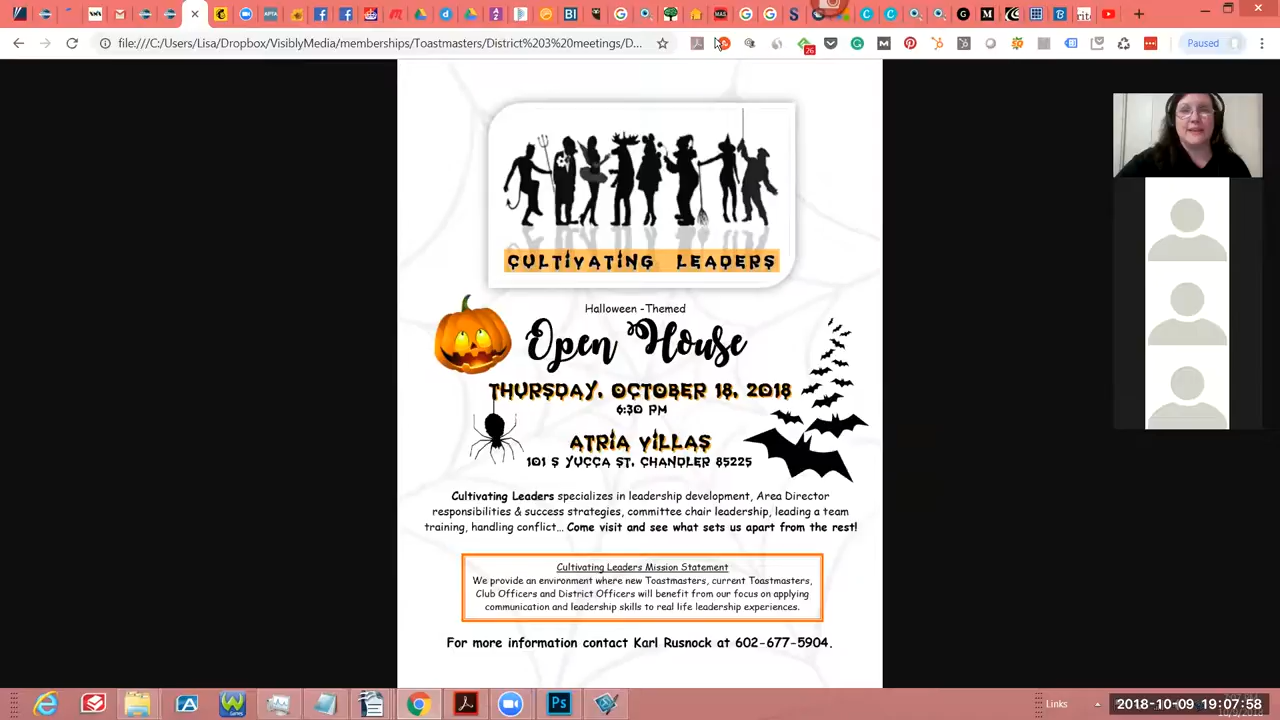 file:///C:/Users/Lisa/Dropbox/VisiblyMedia/memberships/Toastmasters/District%203%20meetings/D...
26
Paused
CULTIVATING LEADERS
Halloween -Themed
Open House
THURSDAY, OCTOBER 18, 2018
6:30 PM
ATRIA VILLAS
101 S YUCCA ST, CHANDLER 85225
Cultivating Leaders specializes in leadership development, Area Director
responsibilities & success strategies, committee chair leadership, leading a team
training, handling conflict... Come visit and see what sets us apart from the rest!
Cultivating Leaders Mission Statement
We provide an environment where new Toastmasters, current Toastmasters,
Club Officers and District Officers will benefit from our focus on applying
communication and leadership skills to real life leadership experiences.
For more information contact Karl Rusnock at 602-677-5904.
Links
2018-10-09 19:07:58